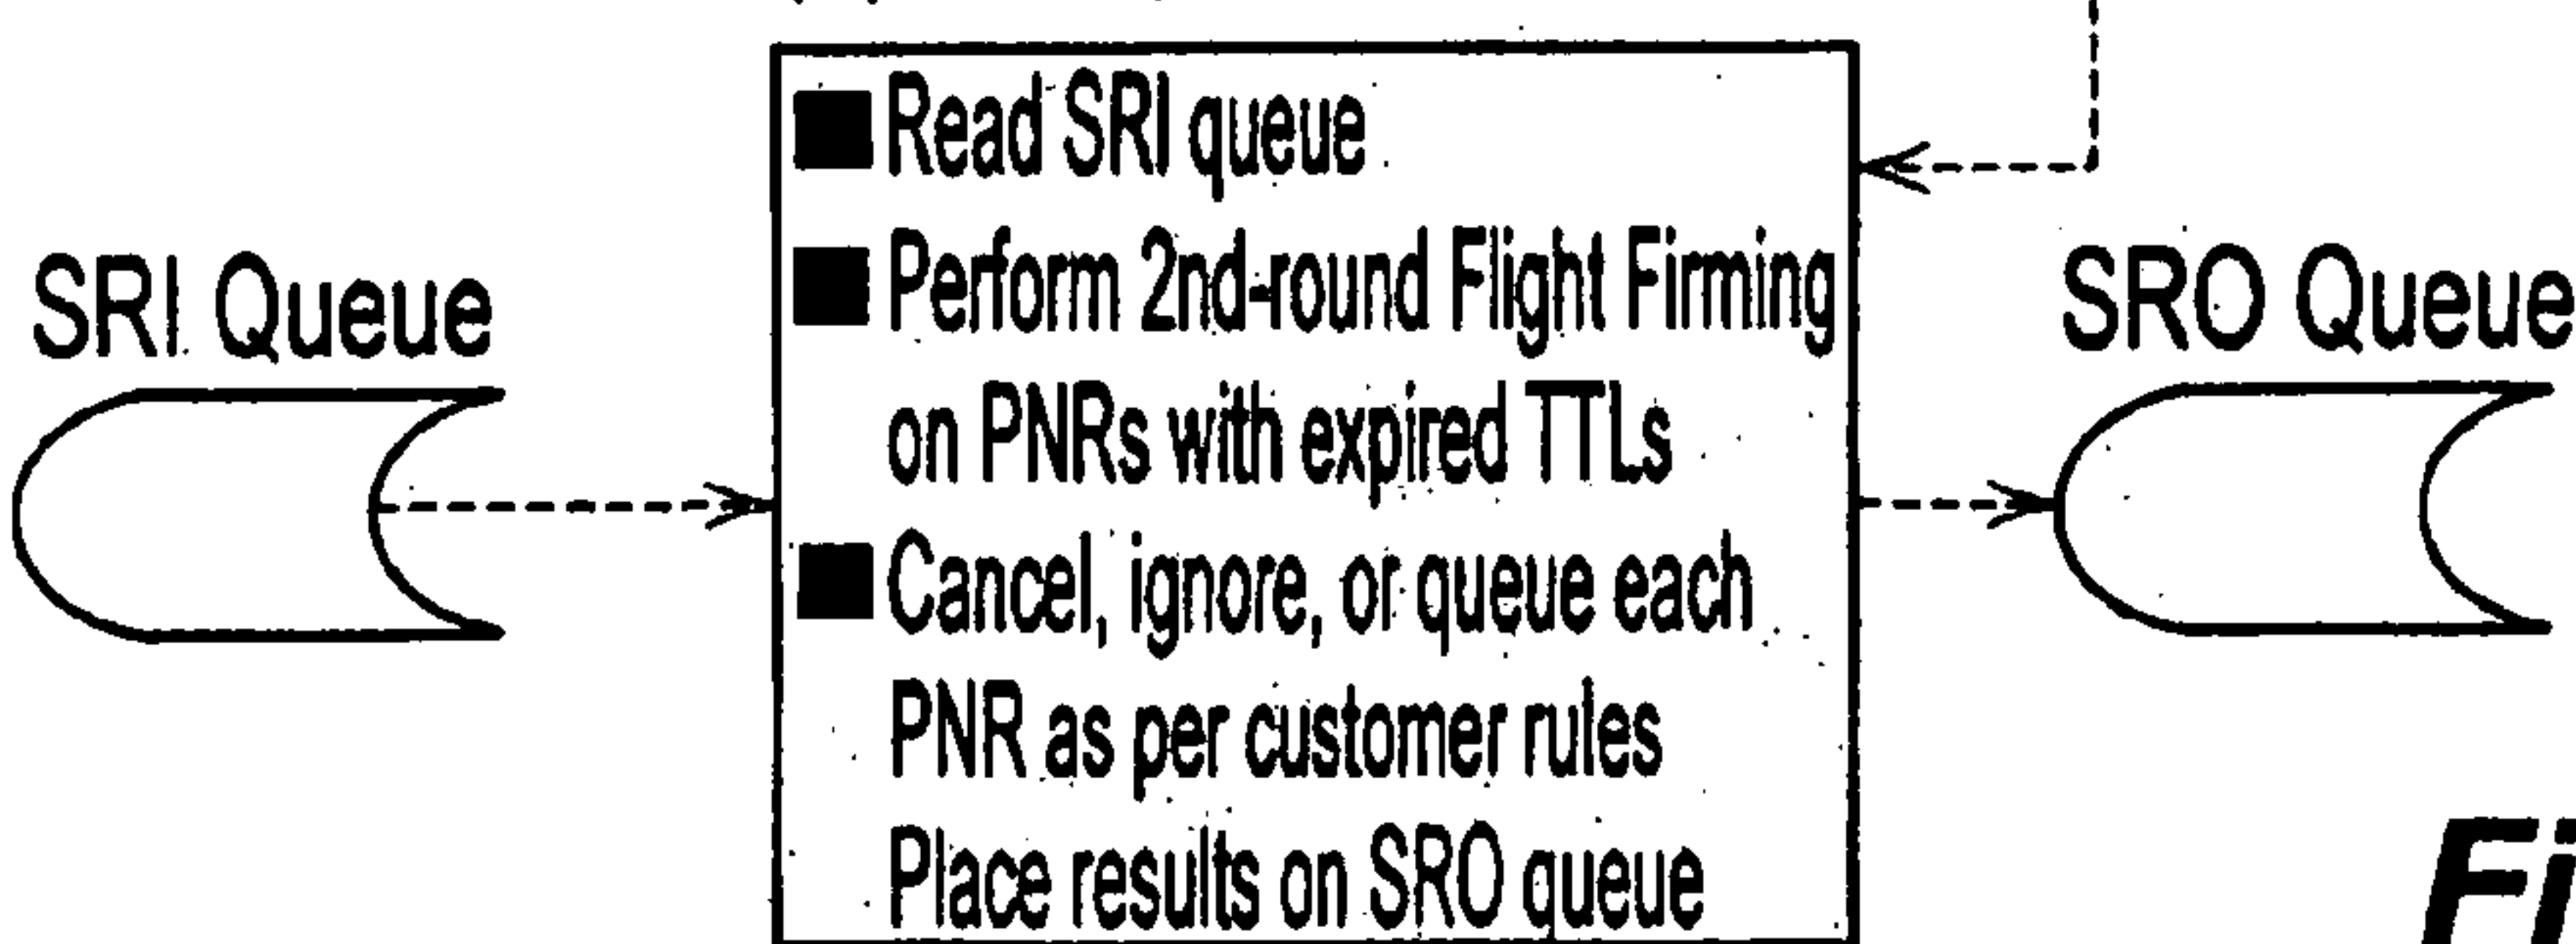 ■ Read SRI queue
■ Perform 2nd-round Flight Firming
on PNRs with expired TTLs
■ Cancel, ignore, or queue each
PNR as per customer rules
Place results on SRO queue
SRI Queue
SRO Queue